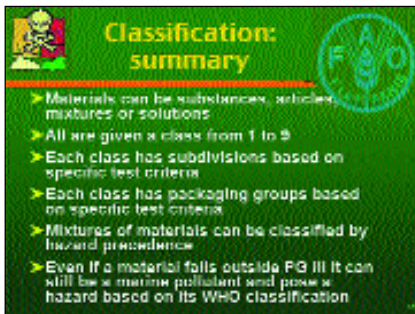 Classification:
summary
F A O
Materials can be substances, articles,
mixtures or solutions
All are given a class from 1 to 9
Each class has subdivisions based on
specific test criteria
Each class has packaging groups based
on specific test criteria
Mixtures of materials can be classified by
hazard precedence
Even if a material falls outside PG III it can
still be a marine pollutant and pose a
hazard based on its WHO classification